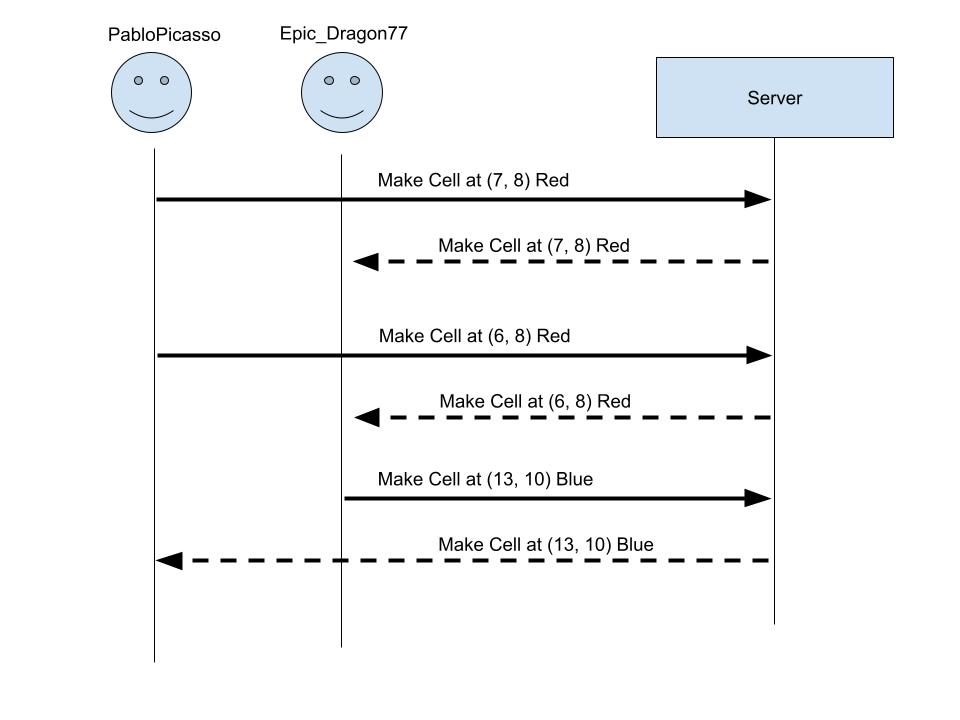 PabloPicasso
Epic_Dragon77
Server
Make Cell at (7, 8) Red
Make Cell at (7, 8) Red
Make Cell at (6, 8) Red
Make Cell at (6, 8) Red
Make Cell at (13, 10) Blue
Make Cell at (13, 10) Blue